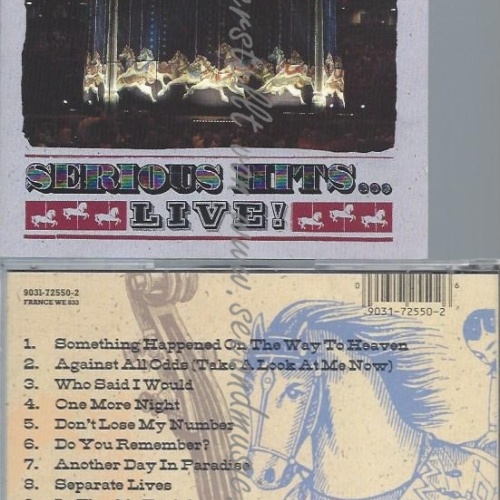 SERIOUS HITS...
LIVE!
9031-72550-2
FRANCE WE 833
9031-72550-2
1. Something Happened On The Way To Heaven
2. Against All Odds (Take A Look At Me Now)
3. Who Said I Would
4. One More Night
5. Don't Lose My Number
6. Do You Remember?
7. Another Day In Paradise
8. Separate Lives